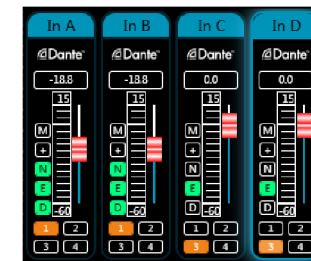 In A In B In C In D
Dante Dante Dante Dante
-18.8 -18.8 0.0 0.0
15 15 15 15
M M M M
+ + + +
N N N N
E E E E
D -60 D -60 D -60 D -60
1 2 1 2 1 2 1 2
3 4 3 4 3 4 3 4